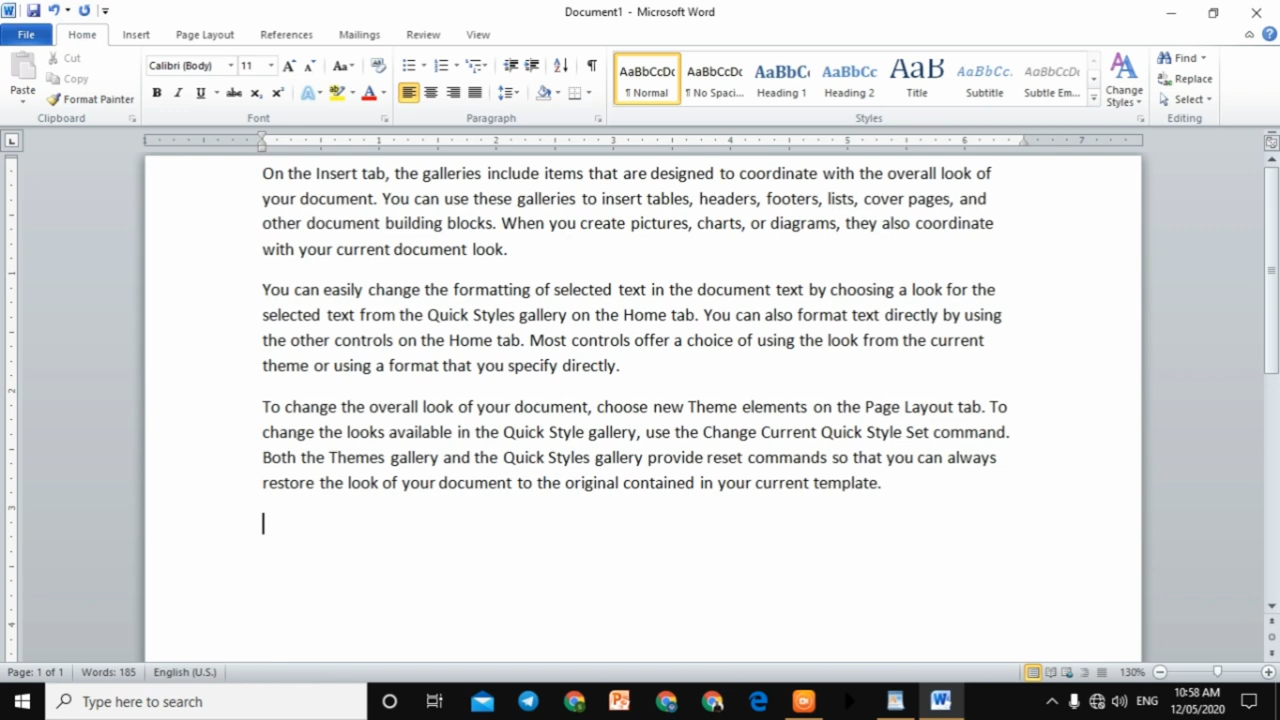 Document1 - Microsoft Word
File Home Insert Page Layout References Mailings Review View
Cut
Copy
Format Painter
Paste
Clipboard
Calibri (Body) 11
Font
Paragraph
AaBbCcDc AaBbCcDc AaBbC AaBbCc AaB AaBbCc. AaBbCcDc
¶ Normal ¶ No Spaci... Heading 1 Heading 2 Title Subtitle Subtle Em...
Change
Styles
Styles
Find
Replace
Select
Editing
1 2 3 4 5 6 7
On the Insert tab, the galleries include items that are designed to coordinate with the overall look of
your document. You can use these galleries to insert tables, headers, footers, lists, cover pages, and
other document building blocks. When you create pictures, charts, or diagrams, they also coordinate
with your current document look.
You can easily change the formatting of selected text in the document text by choosing a look for the
selected text from the Quick Styles gallery on the Home tab. You can also format text directly by using
the other controls on the Home tab. Most controls offer a choice of using the look from the current
theme or using a format that you specify directly.
To change the overall look of your document, choose new Theme elements on the Page Layout tab. To
change the looks available in the Quick Style gallery, use the Change Current Quick Style Set command.
Both the Themes gallery and the Quick Styles gallery provide reset commands so that you can always
restore the look of your document to the original contained in your current template.
Page: 1 of 1 Words: 185 English (U.S.) 130%
Type here to search
ENG
10:58 AM
12/05/2020